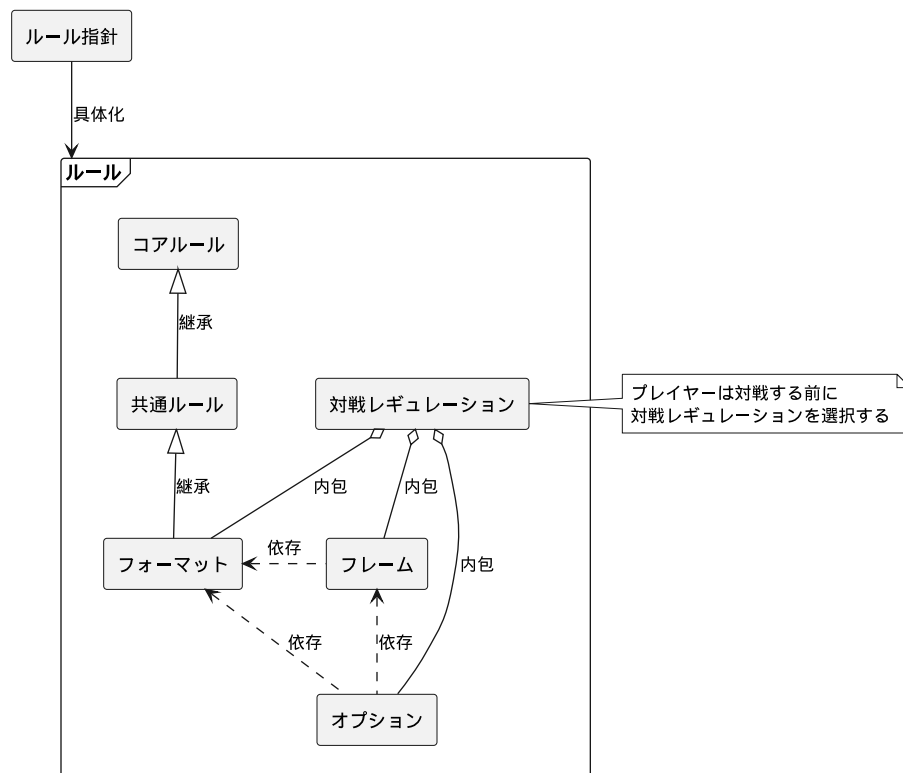 ルール指針
具体化
ルール
コアルール
継承
共通ルール
対戦レギュレーション
プレイヤーは対戦する前に
対戦レギュレーションを選択する
継承
内包
内包
内包
フォーマット
依存
フレーム
依存
依存
オプション